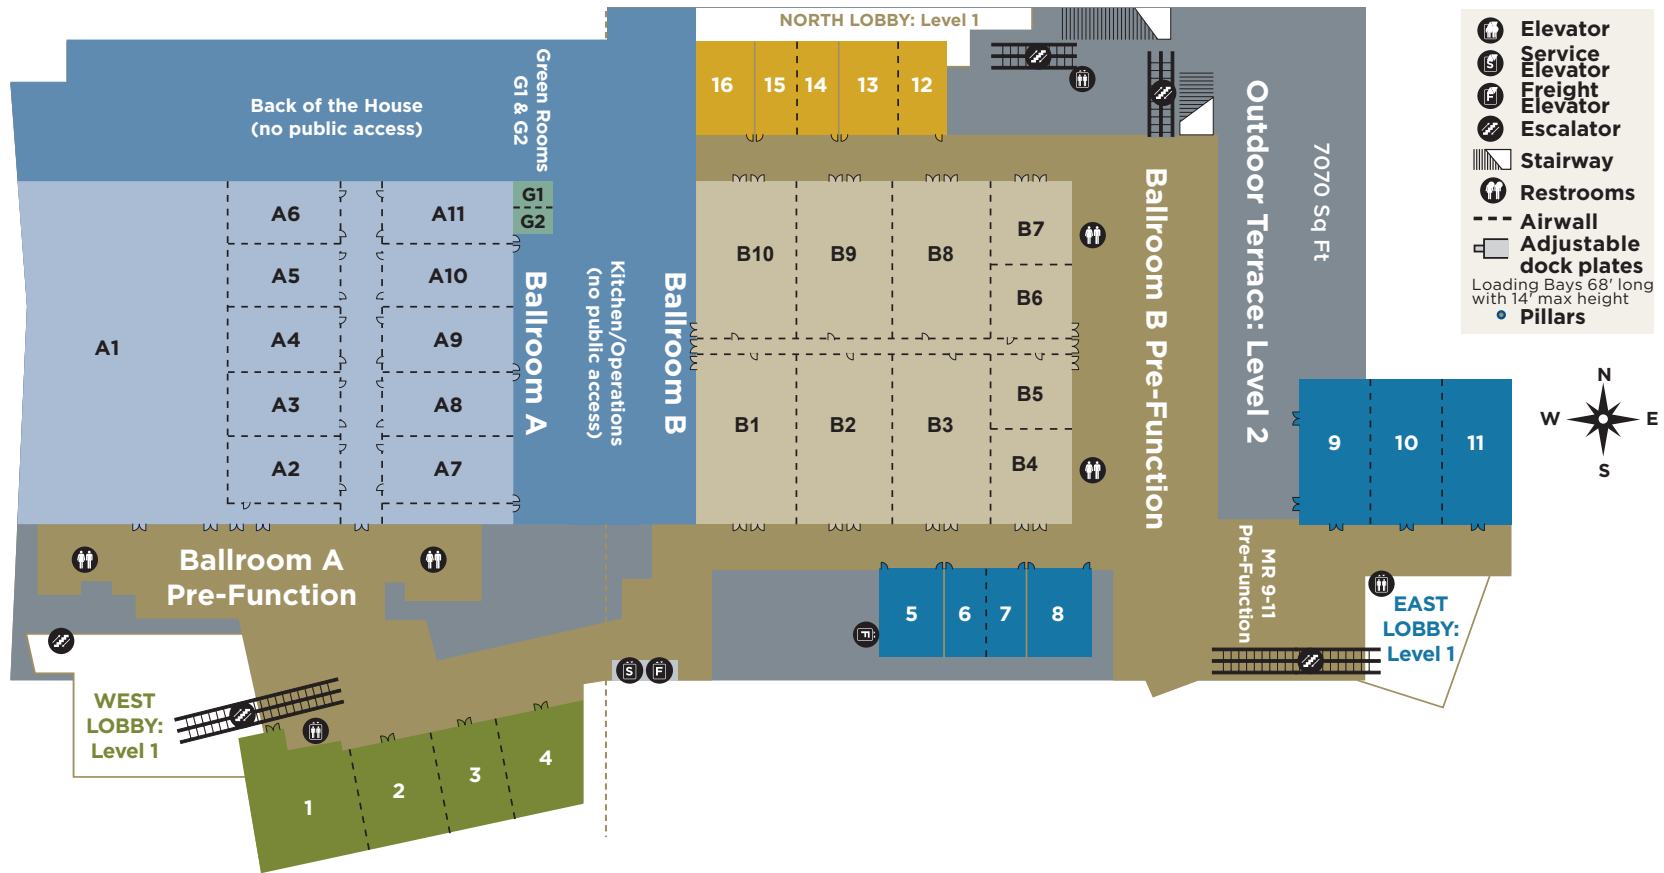 NORTH LOBBY: Level 1
16
15
14
13
12
Back of the House
(no public access)
Green Rooms
G1 & G2
G1
G2
A1
A6
A5
A4
A3
A2
A11
A10
A9
A8
A7
Ballroom A
Kitchen/Operations
(no public access)
Ballroom B
B10
B9
B8
B7
B6
B1
B2
B3
B5
B4
Ballroom B Pre-Function
Outdoor Terrace: Level 2
7070 Sq Ft
Ballroom A
Pre-Function
MR 9-11
Pre-Function
9
10
11
5
6
7
8
F
S
F
EAST
LOBBY:
Level 1
WEST
LOBBY:
Level 1
1
2
3
4
Elevator
S
Service
Elevator
F
Freight
Elevator
Escalator
Stairway
Restrooms
Airwall
Adjustable
dock plates
Loading Bays 68' long
with 14' max height
Pillars
N
W
E
S